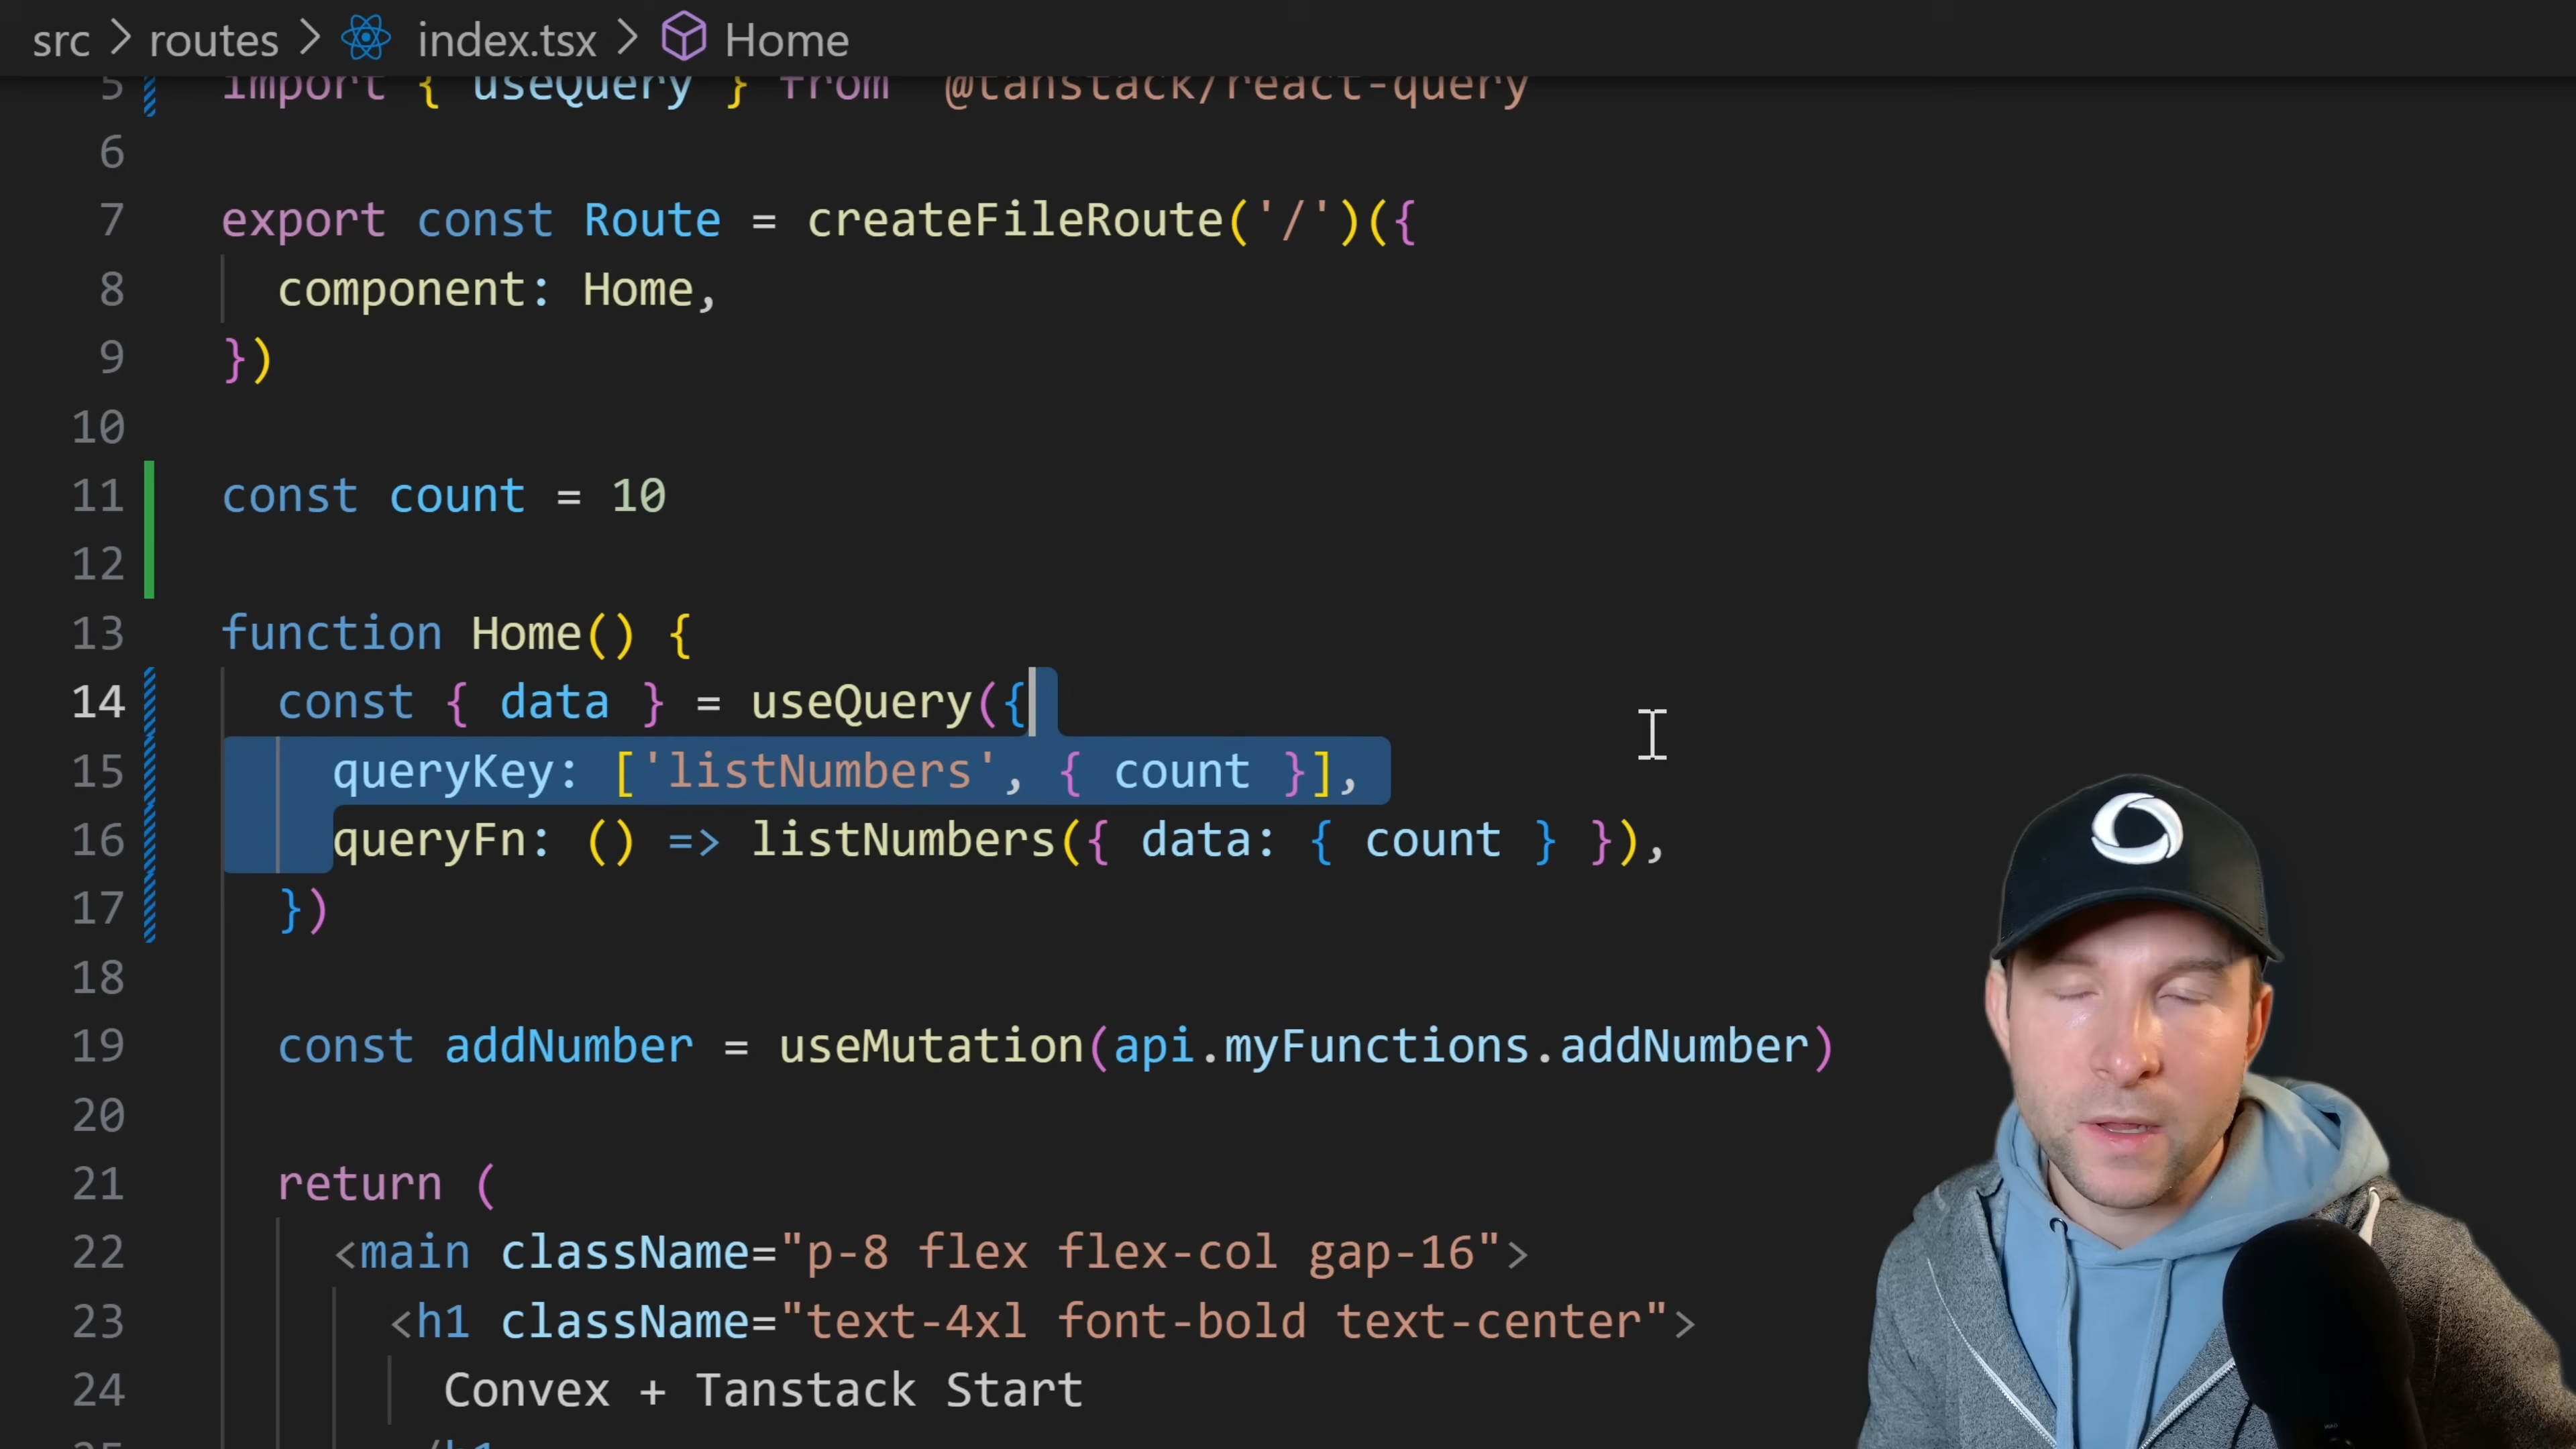 src > routes > index.tsx > Home
5 import { useQuery } from '@tanstack/react-query'
6
7 export const Route = createFileRoute('/')({
8 component: Home,
9 })
10
11 const count = 10
12
13 function Home() {
14 const { data } = useQuery({
15 queryKey: ['listNumbers', { count }],
16 queryFn: () => listNumbers({ data: { count } }),
17 })
18
19 const addNumber = useMutation(api.myFunctions.addNumber)
20
21 return (
22 <main className="p-8 flex flex-col gap-16">
23 <h1 className="text-4xl font-bold text-center">
24 Convex + Tanstack Start
25 </h1>